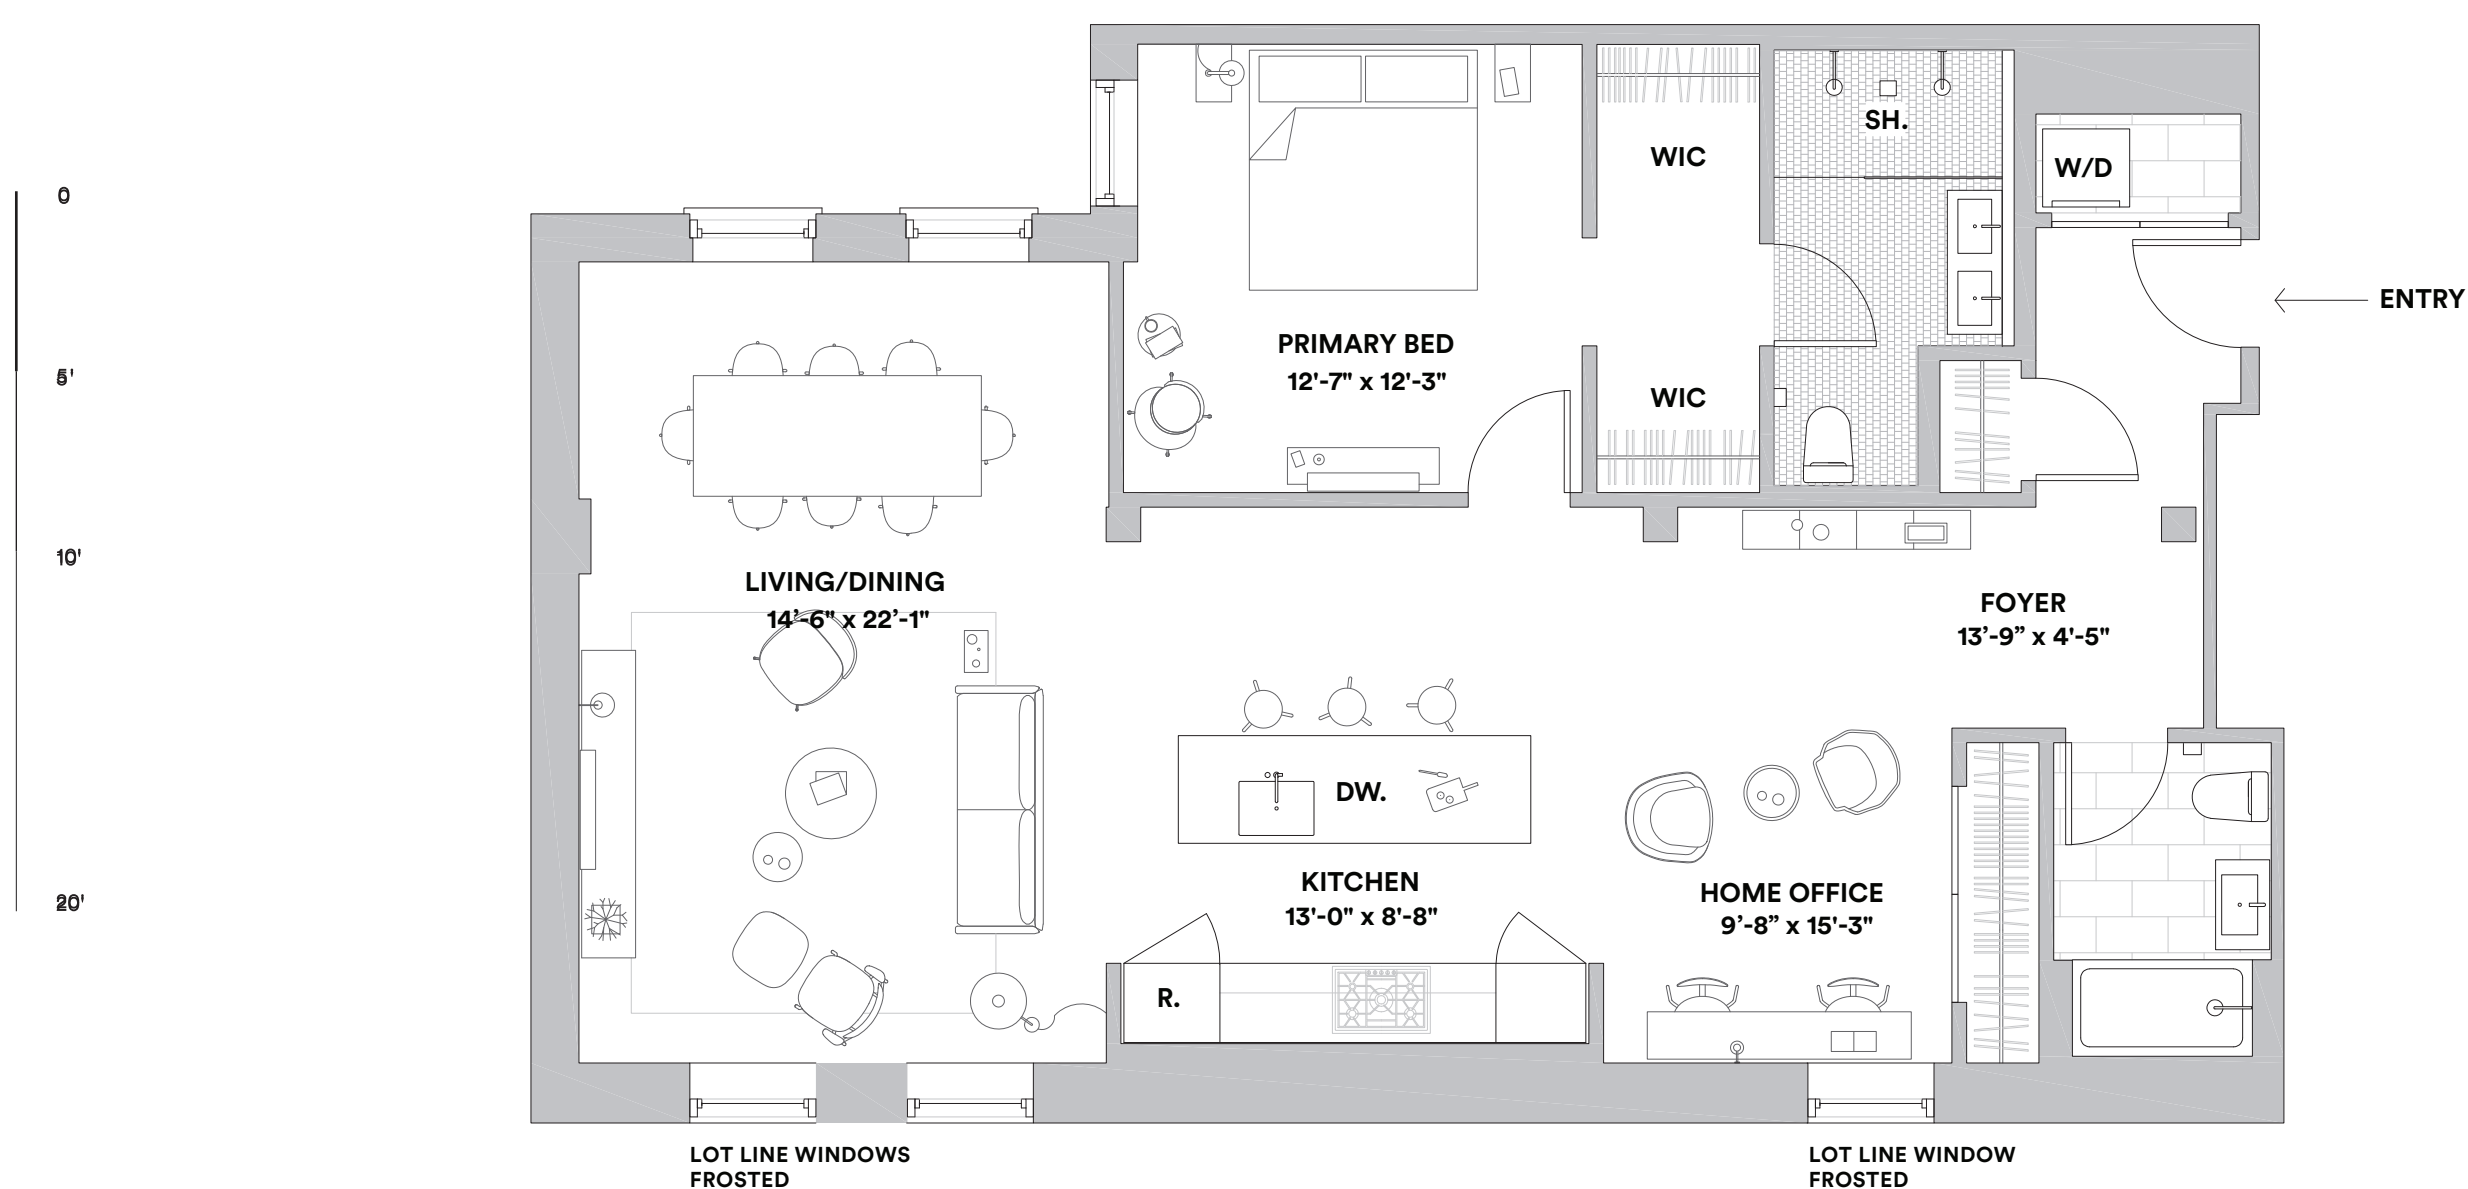 0
5'
10'
20'
SH.
WIC
W/D
ENTRY
PRIMARY BED
12'-7" x 12'-3"
WIC
LIVING/DINING
14’-6" x 22’-1"
FOYER
13’-9” x 4'-5"
DW.
KITCHEN
13'-0" x 8'-8"
HOME OFFICE
9’-8” x 15'-3"
R.
LOT LINE WINDOWS
FROSTED
LOT LINE WINDOW
FROSTED